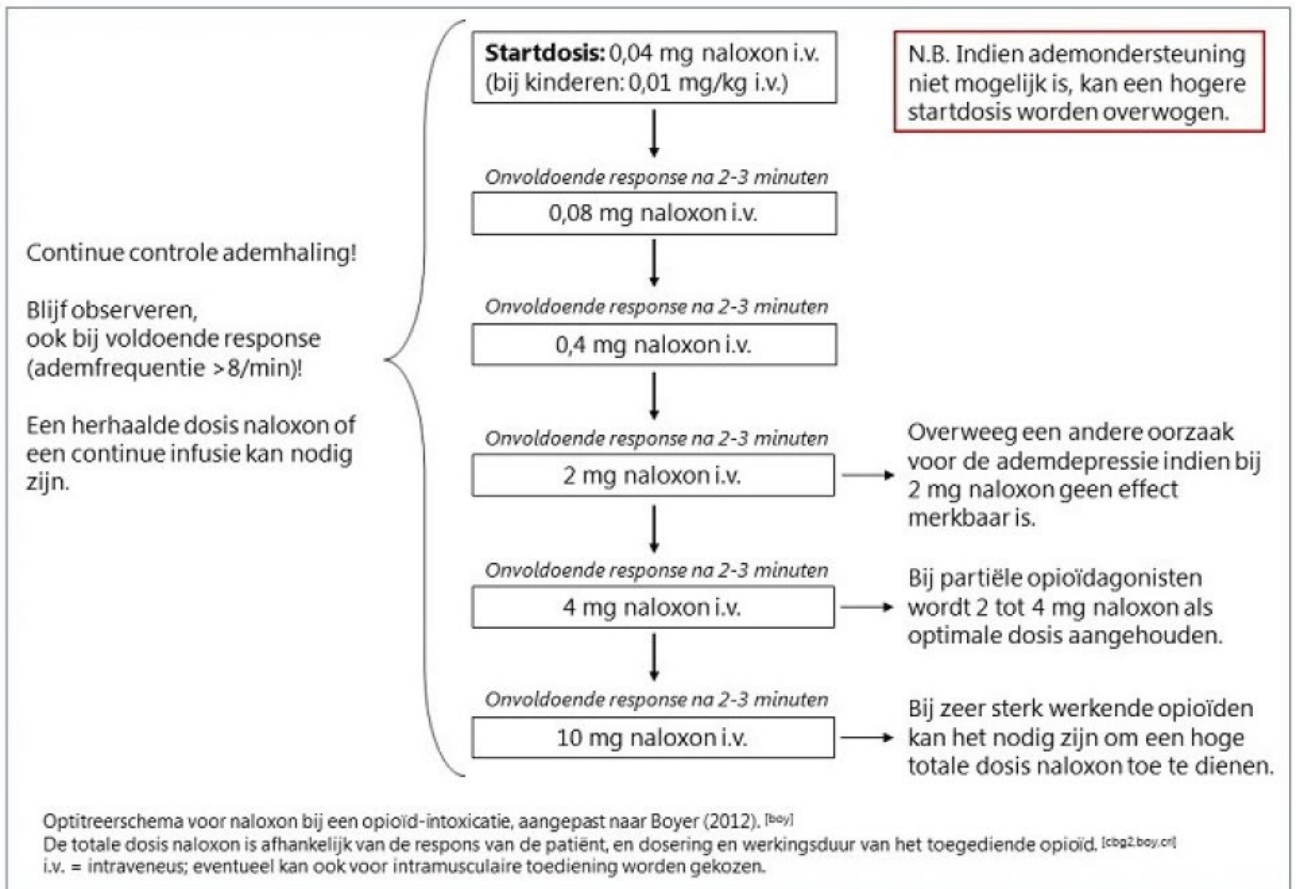 Startdosis: 0,04 mg naloxon i.v.
(bij kinderen: 0,01 mg/kg i.v.)
N.B. Indien ademondersteuning
niet mogelijk is, kan een hogere
startdosis worden overwogen.
Onvoldoende response na 2-3 minuten
0,08 mg naloxon i.v.
Continue controle ademhaling!
Blijf observeren,
ook bij voldoende response
(ademfrequentie >8/min)!
Een herhaalde dosis naloxon of
een continue infusie kan nodig
zijn.
Onvoldoende response na 2-3 minuten
0,4 mg naloxon i.v.
Onvoldoende response na 2-3 minuten
2 mg naloxon i.v.
Overweeg een andere oorzaak
voor de ademdepressie indien bij
2 mg naloxon geen effect
merkbaar is.
Onvoldoende response na 2-3 minuten
4 mg naloxon i.v.
Bij partiële opioïdagonisten
wordt 2 tot 4 mg naloxon als
optimale dosis aangehouden.
Onvoldoende response na 2-3 minuten
10 mg naloxon i.v.
Bij zeer sterk werkende opioïden
kan het nodig zijn om een hoge
totale dosis naloxon toe te dienen.
Optitreerschema voor naloxon bij een opioïd-intoxicatie, aangepast naar Boyer (2012). [boy]
De totale dosis naloxon is afhankelijk van de respons van de patiënt, en dosering en werkingsduur van het toegediende opioïd. [cbg2,boy,cri]
i.v. = intraveneus; eventueel kan ook voor intramusculaire toediening worden gekozen.